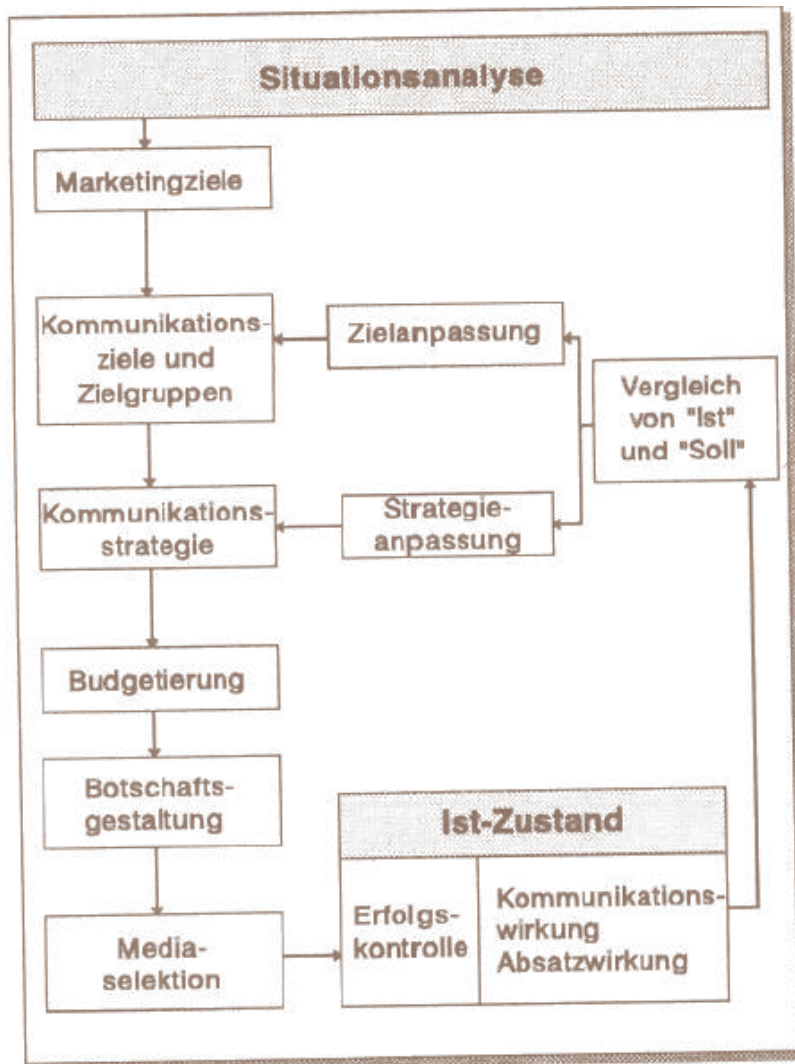 Situationsanalyse
Marketingziele
Kommunikations-
ziele und
Zielgruppen
Zielanpassung
Vergleich
von "Ist"
und "Soll"
Kommunikations-
strategie
Strategie-
anpassung
Budgetierung
Botschafts-
gestaltung
Ist-Zustand
Erfolgs-
kontrolle
Kommunikations-
wirkung
Absatzwirkung
Media-
selektion